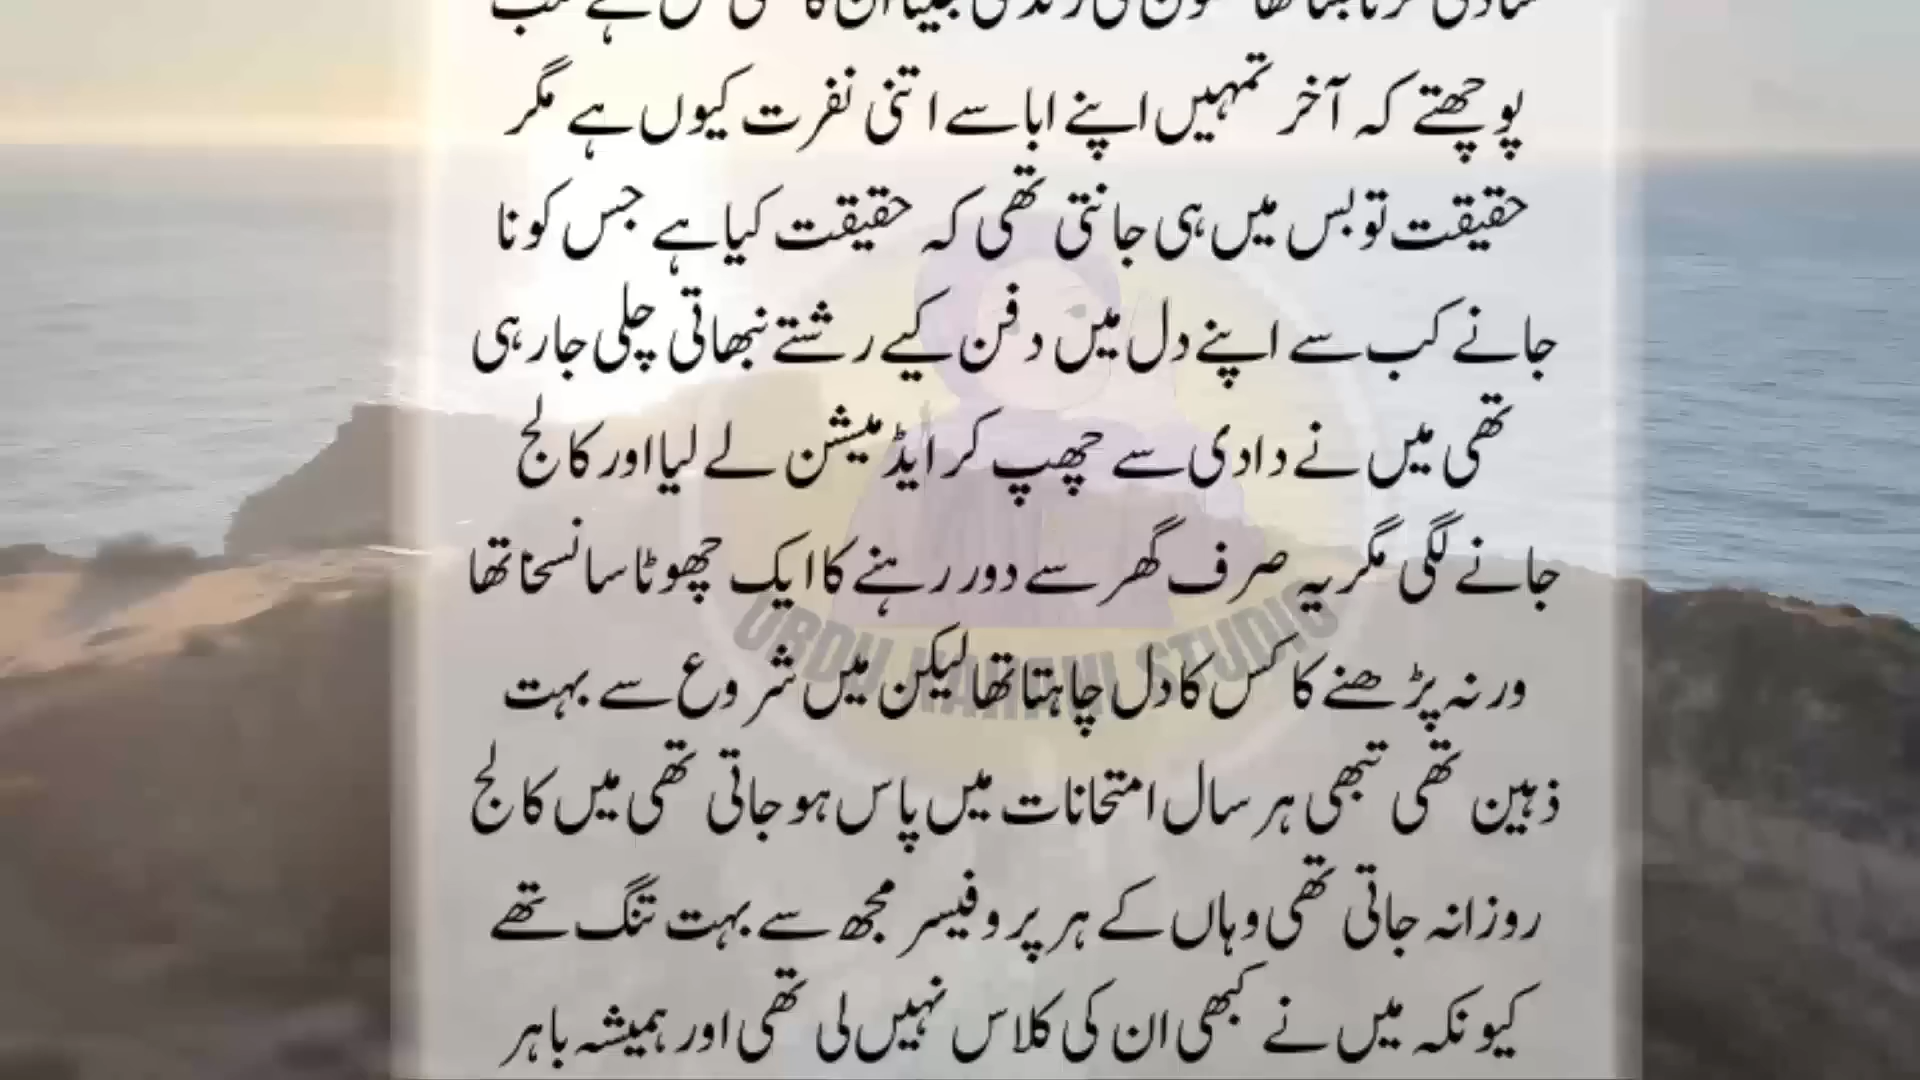 پوچھتے کہ آخر تمہیں اپنے ابا سے اتنی نفرت کیوں ہے مگر
حقیقت تو بس میں ہی جانتی تھی کہ حقیقت کیا ہے جس کو نا
جانے کب سے اپنے دل میں دفن کیے رشتے نبھاتی چلی جا رہی
تھی میں نے دادی سے چھپ کر ایڈمیشن لے لیا اور کالج
جانے لگی مگر یہ صرف گھر سے دور رہنے کا ایک چھوٹا سا نسخا تھا
ورنہ پڑھنے کا کس کا دل چاہتا تھا لیکن میں شروع سے بہت
ذہین تھی تبھی ہر سال امتحانات میں پاس ہو جاتی تھی میں کالج
روزانہ جاتی تھی وہاں کے ہر پروفیسر مجھ سے بہت تنگ تھے
کیونکہ میں نے کبھی ان کی کلاس نہیں لی تھی اور ہمیشہ باہر
URDU KAHANI STUDIO